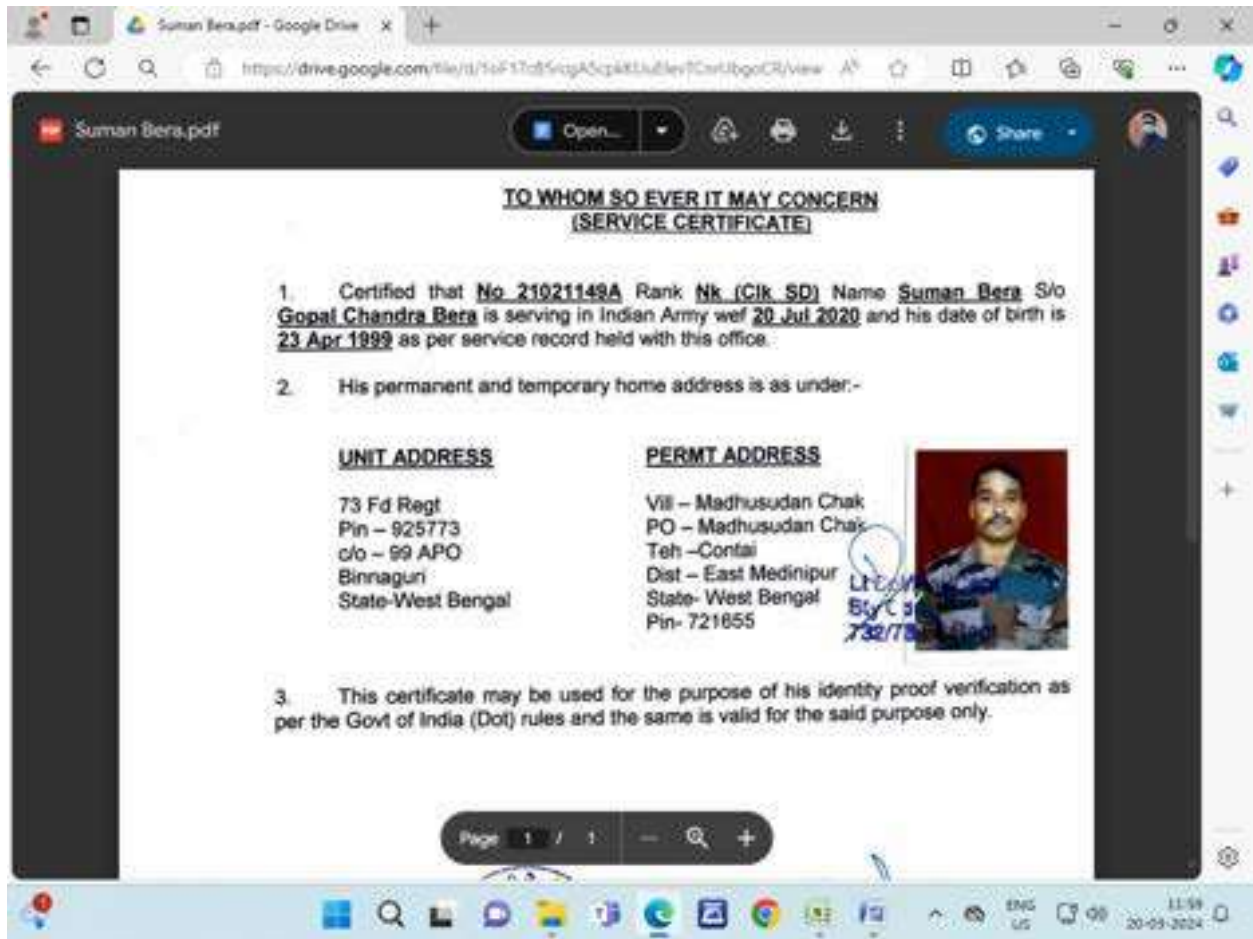 Suman Bera.pdf - Google Drive
Suman Bera.pdf
Open...
Share
TO WHOM SO EVER IT MAY CONCERN
(SERVICE CERTIFICATE)
1. Certified that No 21021149A Rank Nk (Clk SD) Name Suman Bera S/o
Gopal Chandra Bera is serving in Indian Army wef 20 Jul 2020 and his date of birth is
23 Apr 1999 as per service record held with this office.
2. His permanent and temporary home address is as under:-
UNIT ADDRESS
73 Fd Regt
Pin – 925773
c/o – 99 APO
Binnaguri
State-West Bengal
PERMT ADDRESS
Vill – Madhusudan Chak
PO – Madhusudan Chak
Teh –Contai
Dist – East Medinipur
State- West Bengal
Pin- 721655
3. This certificate may be used for the purpose of his identity proof verification as
per the Govt of India (Dot) rules and the same is valid for the said purpose only.
Page 1 / 1
ENG
US
11:59
20-09-2024